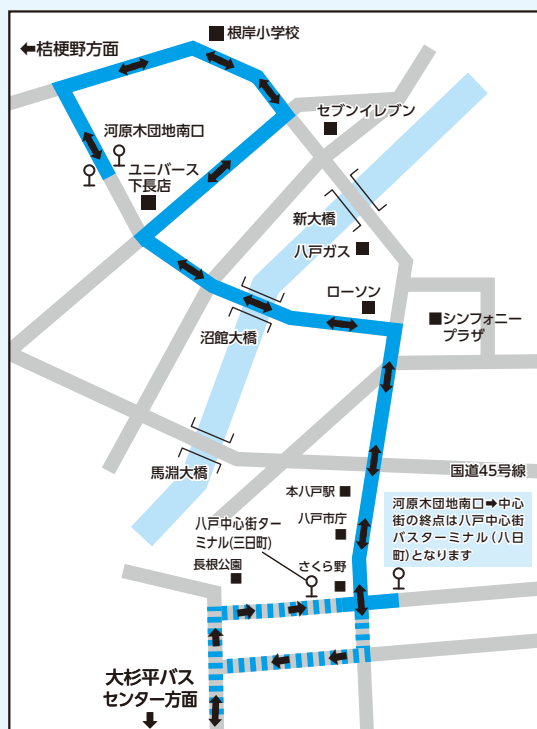 根岸小学校
←桔梗野方面
セブンイレブン
河原木団地南口
ユニバース
下長店
新大橋
八戸ガス
ローソン
シンフォニー
プラザ
沼館大橋
馬淵大橋
国道45号線
本八戸駅
河原木団地南口➡中心
街の終点は八戸中心街
バスターミナル(八日
町)となります
八戸市庁
八戸中心街ター
ミナル(三日町)
長根公園
さくら野
大杉平バス
センター方面
↓